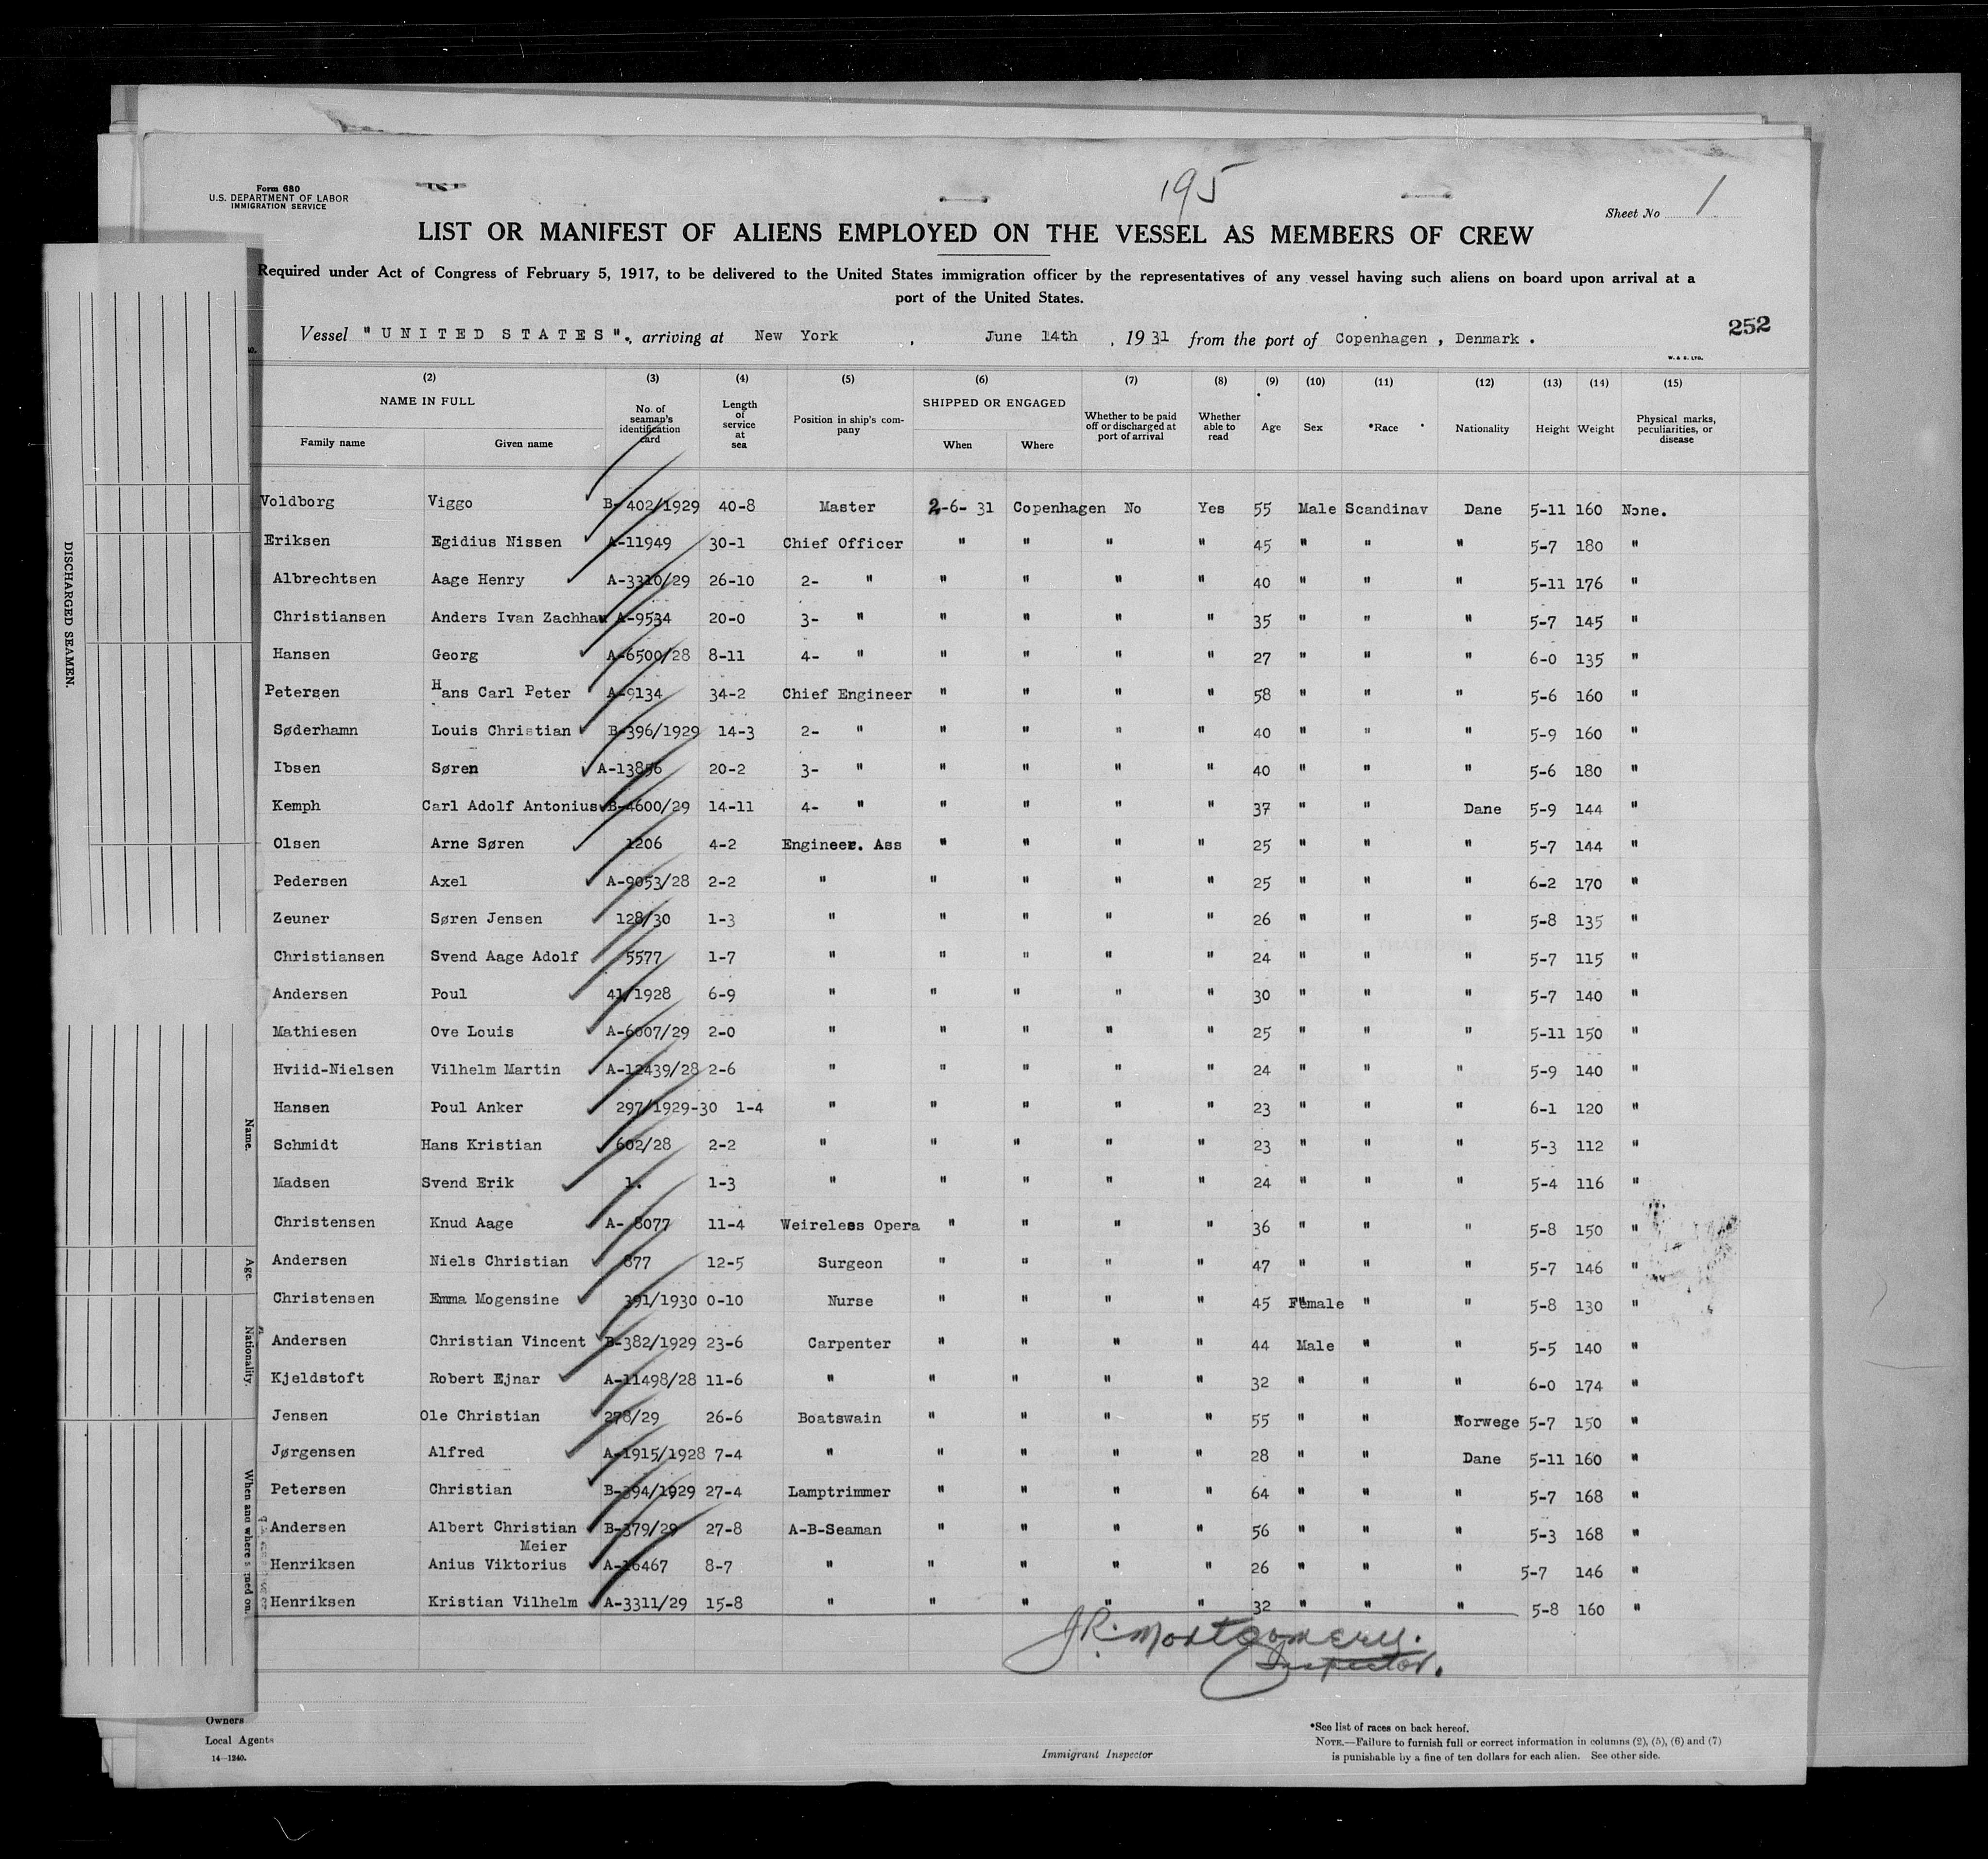 195
Form 680
U.S. DEPARTMENT OF LABOR
IMMIGRATION SERVICE
Sheet No 1
LIST OR MANIFEST OF ALIENS EMPLOYED ON THE VESSEL AS MEMBERS OF CREW
Required under Act of Congress of February 5, 1917, to be delivered to the United States immigration officer by the representatives of any vessel having such aliens on board upon arrival at a
port of the United States.
252
Vessel "UNITED STATES"., arriving at New York , June 14th , 1931 from the port of Copenhagen , Denmark .
W. & S. LTD.
(2) (3) (4) (5) (6) (7) (8) (9) (10) (11) (12) (13) (14) (15)
NAME IN FULL No. of seaman's identification card Length of service at sea Position in ship's company SHIPPED OR ENGAGED Whether to be paid off or discharged at port of arrival Whether able to read Age Sex *Race Nationality Height Weight Physical marks, peculiarities, or disease
Family name Given name When Where
Voldborg Viggo B-402/1929 40-8 Master 2-6-31 Copenhagen No Yes 55 Male Scandinav Dane 5-11 160 None.
Eriksen Egidius Nissen A-11949 30-1 Chief Officer " " " " 45 " " " 5-7 180 "
Albrechtsen Aage Henry A-3310/29 26-10 2- " " " " " 40 " " " 5-11 176 "
Christiansen Anders Ivan Zachhau A-9534 20-0 3- " " " " " 35 " " " 5-7 145 "
Hansen Georg A-6500/28 8-11 4- " " " " " 27 " " " 6-0 135 "
Petersen Hans Carl Peter A-9134 34-2 Chief Engineer " " " " 58 " " " 5-6 160 "
Søderhamn Louis Christian B-396/1929 14-3 2- " " " " " 40 " " " 5-9 160 "
Ibsen Søren A-13856 20-2 3- " " " " " 40 " " " 5-6 180 "
Kemph Carl Adolf Antonius B-4600/29 14-11 4- " " " " " 37 " " Dane 5-9 144 "
Olsen Arne Søren 1206 4-2 Engineer. Ass " " " " 25 " " " 5-7 144 "
Pedersen Axel A-9053/28 2-2 " " " " " 25 " " " 6-2 170 "
Zeuner Søren Jensen 128/30 1-3 " " " " " 26 " " " 5-8 135 "
Christiansen Svend Aage Adolf 5577 1-7 " " " " " 24 " " " 5-7 115 "
Andersen Poul 41/1928 6-9 " " " " " 30 " " " 5-7 140 "
Mathiesen Ove Louis A-6007/29 2-0 " " " " " 25 " " " 5-11 150 "
Hviid-Nielsen Vilhelm Martin A-12439/28 2-6 " " " " " 24 " " " 5-9 140 "
Hansen Poul Anker 297/1929-30 1-4 " " " " " 23 " " " 6-1 120 "
Schmidt Hans Kristian 602/28 2-2 " " " " " 23 " " " 5-3 112 "
Madsen Svend Erik 1. 1-3 " " " " " 24 " " " 5-4 116 "
Christensen Knud Aage A- 8077 11-4 Weireless Opera " " " " 36 " " " 5-8 150 "
Andersen Niels Christian 877 12-5 Surgeon " " " " 47 " " " 5-7 146 "
Christensen Emma Mogensine 391/1930 0-10 Nurse " " " " 45 Female " " 5-8 130 "
Andersen Christian Vincent B-382/1929 23-6 Carpenter " " " " 44 Male " " 5-5 140 "
Kjeldstoft Robert Ejnar A-11498/28 11-6 " " " " " 32 " " " 6-0 174 "
Jensen Ole Christian 278/29 26-6 Boatswain " " " " 55 " " Norwege 5-7 150 "
Jørgensen Alfred A-1915/1928 7-4 " " " " " 28 " " Dane 5-11 160 "
Petersen Christian B-394/1929 27-4 Lamptrimmer " " " " 64 " " " 5-7 168 "
Andersen Albert Christian B-379/29 27-8 A-B-Seaman " " " " 56 " " " 5-3 168 "
Meier
Henriksen Anius Viktorius A-16467 8-7 " " " " " 26 " " " 5-7 146 "
Henriksen Kristian Vilhelm A-3311/29 15-8 " " " " " 32 " " " 5-8 160 "
J.R. Montgomery.
Inspector.
Owners
Local Agents
14-1240.
Immigrant Inspector
*See list of races on back hereof.
NOTE.—Failure to furnish full or correct information in columns (2), (5), (6) and (7)
is punishable by a fine of ten dollars for each alien. See other side.
DISCHARGED SEAMEN.
Name.
Age.
Nationality.
When and where